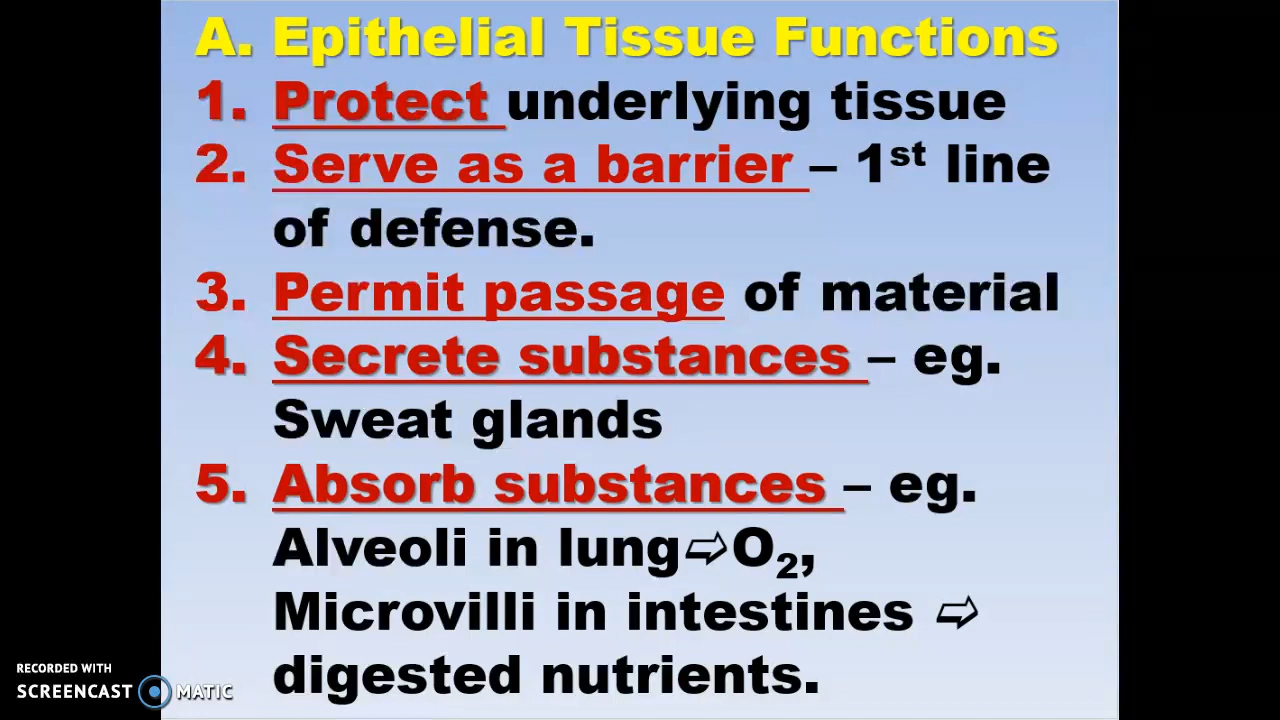 A. Epithelial Tissue Functions
1. Protect underlying tissue
2. Serve as a barrier – 1st line
of defense.
3. Permit passage of material
4. Secrete substances – eg.
Sweat glands
5. Absorb substances – eg.
Alveoli in lung⇨O₂,
Microvilli in intestines ⇨
digested nutrients.
RECORDED WITH
SCREENCAST MATIC